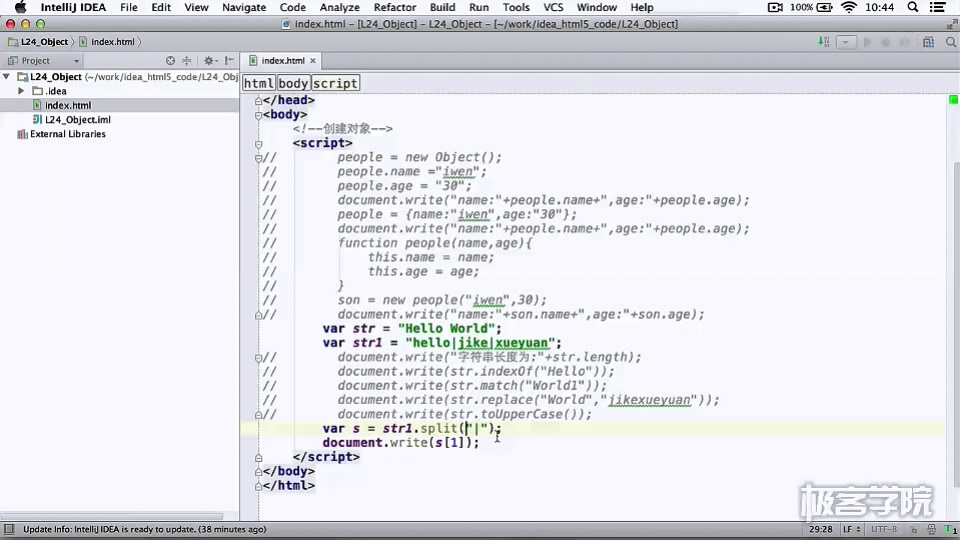 IntelliJ IDEA File Edit View Navigate Code Analyze Refactor Build Run Tools VCS Window Help 100% 10:44
index.html - [L24_Object] - L24_Object - [~/work/idea_html5_code/L24_Object]
L24_Object index.html
Project
index.html
L24_Object (~/work/idea_html5_code/L24_Obj
.idea
index.html
L24_Object.iml
External Libraries
html body script
</head>
<body>
<!--创建对象-->
<script>
// people = new Object();
// people.name ="iwen";
// people.age = "30";
// document.write("name:"+people.name+",age:"+people.age);
// people = {name:"iwen",age:"30"};
// document.write("name:"+people.name+",age:"+people.age);
// function people(name,age){
// this.name = name;
// this.age = age;
// }
// son = new people("iwen",30);
// document.write("name:"+son.name+",age:"+son.age);
var str = "Hello World";
var str1 = "hello|jike|xueyuan";
// document.write("字符串长度为:"+str.length);
// document.write(str.indexOf("Hello"));
// document.write(str.match("World1"));
// document.write(str.replace("World","jikexueyuan"));
// document.write(str.toUpperCase());
var s = str1.split("|");
document.write(s[1]);
</script>
</body>
</html>
极客学院
Update Info: IntelliJ IDEA is ready to update. (38 minutes ago) 29:28 LF UTF-8